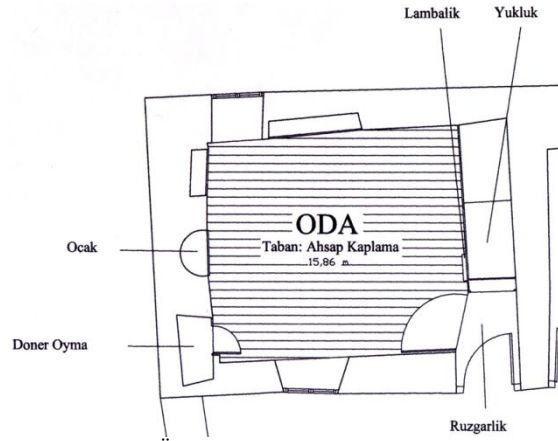 Lambalik
Yukluk
ODA
Taban: Ahsap Kaplama
15,86 m
Ocak
Doner Oyma
Ruzgarlik